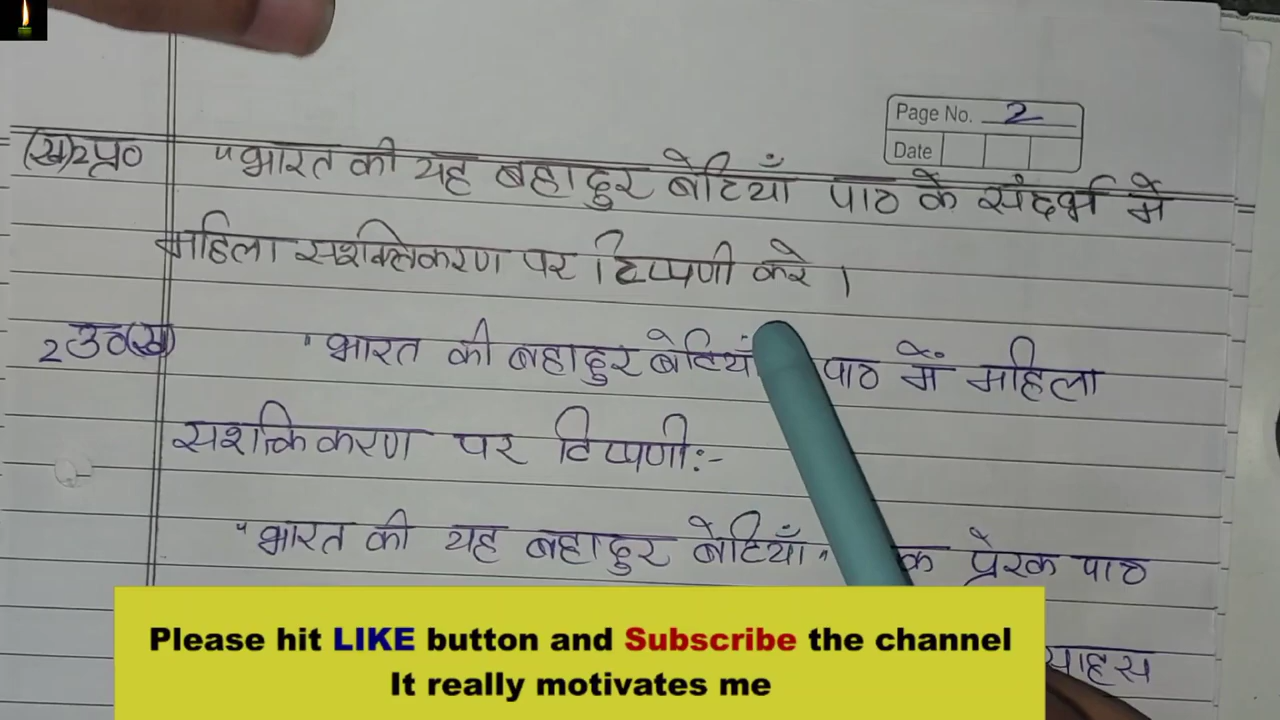 Page No. 2
Date
(ख)2प्र० "भारत की यह बहादुर बेटियाँ पाठ के संदर्भ में
महिला सशक्तिकरण पर टिप्पणी करे ।
2उ०(ख) 'भारत की बहादुर बेटियां पाठ में महिला
सशक्तिकरण पर टिप्पणी:-
"भारत की यह बहादुर बेटियाँ" प्रेरक पाठ
साहस
Please hit LIKE button and Subscribe the channel
It really motivates me